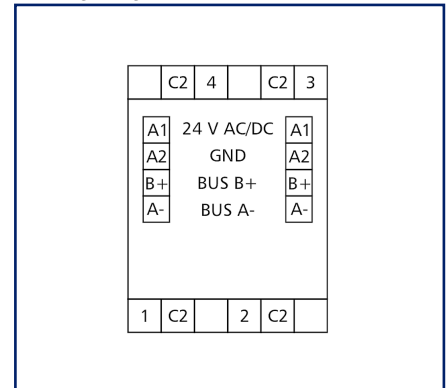 C2 4 C2 3
A1 24 V AC/DC A1
A2 GND A2
B+ BUS B+ B+
A- BUS A- A-
1 C2 2 C2